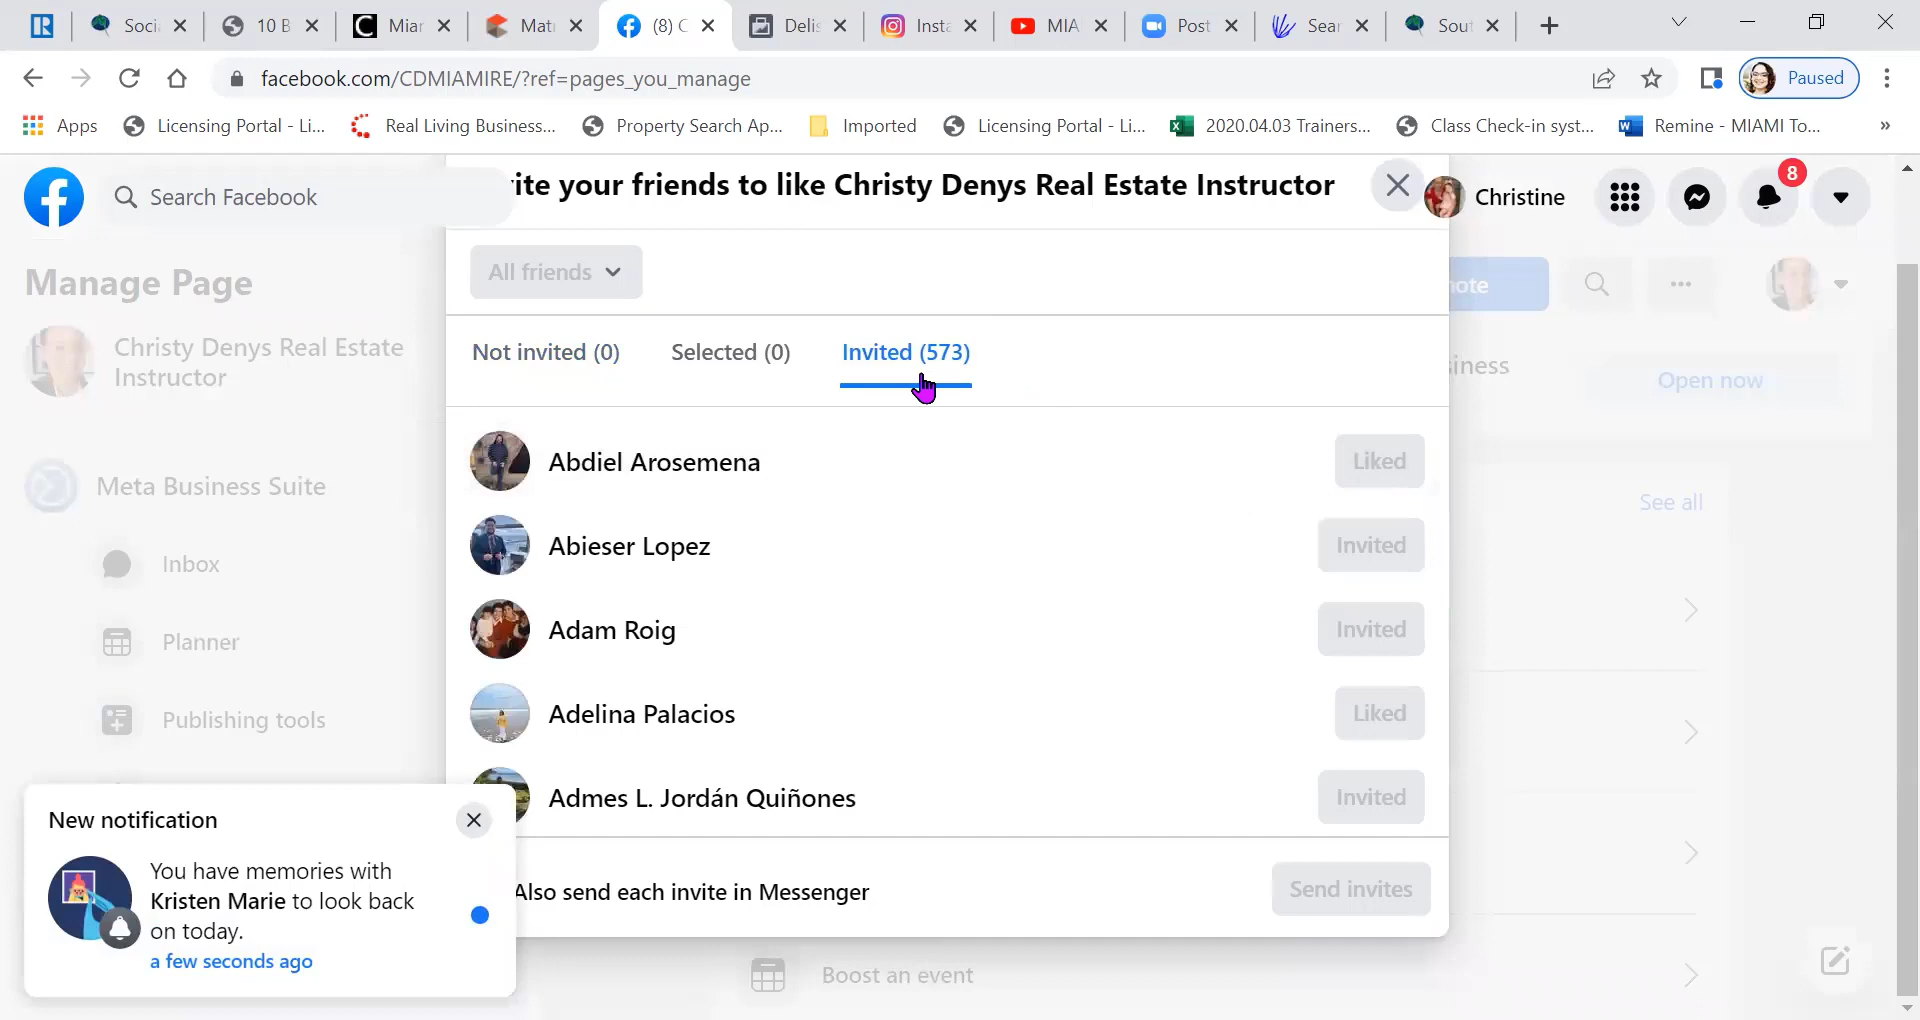 Soci
10 B
Miar
Mat
(8) C
Delis
Insta
MIA
Post
Sear
Sout
facebook.com/CDMIAMIRE/?ref=pages_you_manage
Paused
Apps
Licensing Portal - Li...
Real Living Business...
Property Search Ap...
Imported
Licensing Portal - Li...
2020.04.03 Trainers...
Class Check-in syst...
Remine - MIAMI To...
»
Search Facebook
ite your friends to like Christy Denys Real Estate Instructor
Christine
8
Manage Page
All friends
ote
Christy Denys Real Estate
Instructor
Not invited (0)
Selected (0)
Invited (573)
siness
Open now
Meta Business Suite
Abdiel Arosemena
Liked
See all
Inbox
Abieser Lopez
Invited
Planner
Adam Roig
Invited
Publishing tools
Adelina Palacios
Liked
Admes L. Jordán Quiñones
Invited
New notification
You have memories with
Kristen Marie to look back
on today.
a few seconds ago
Also send each invite in Messenger
Send invites
Boost an event